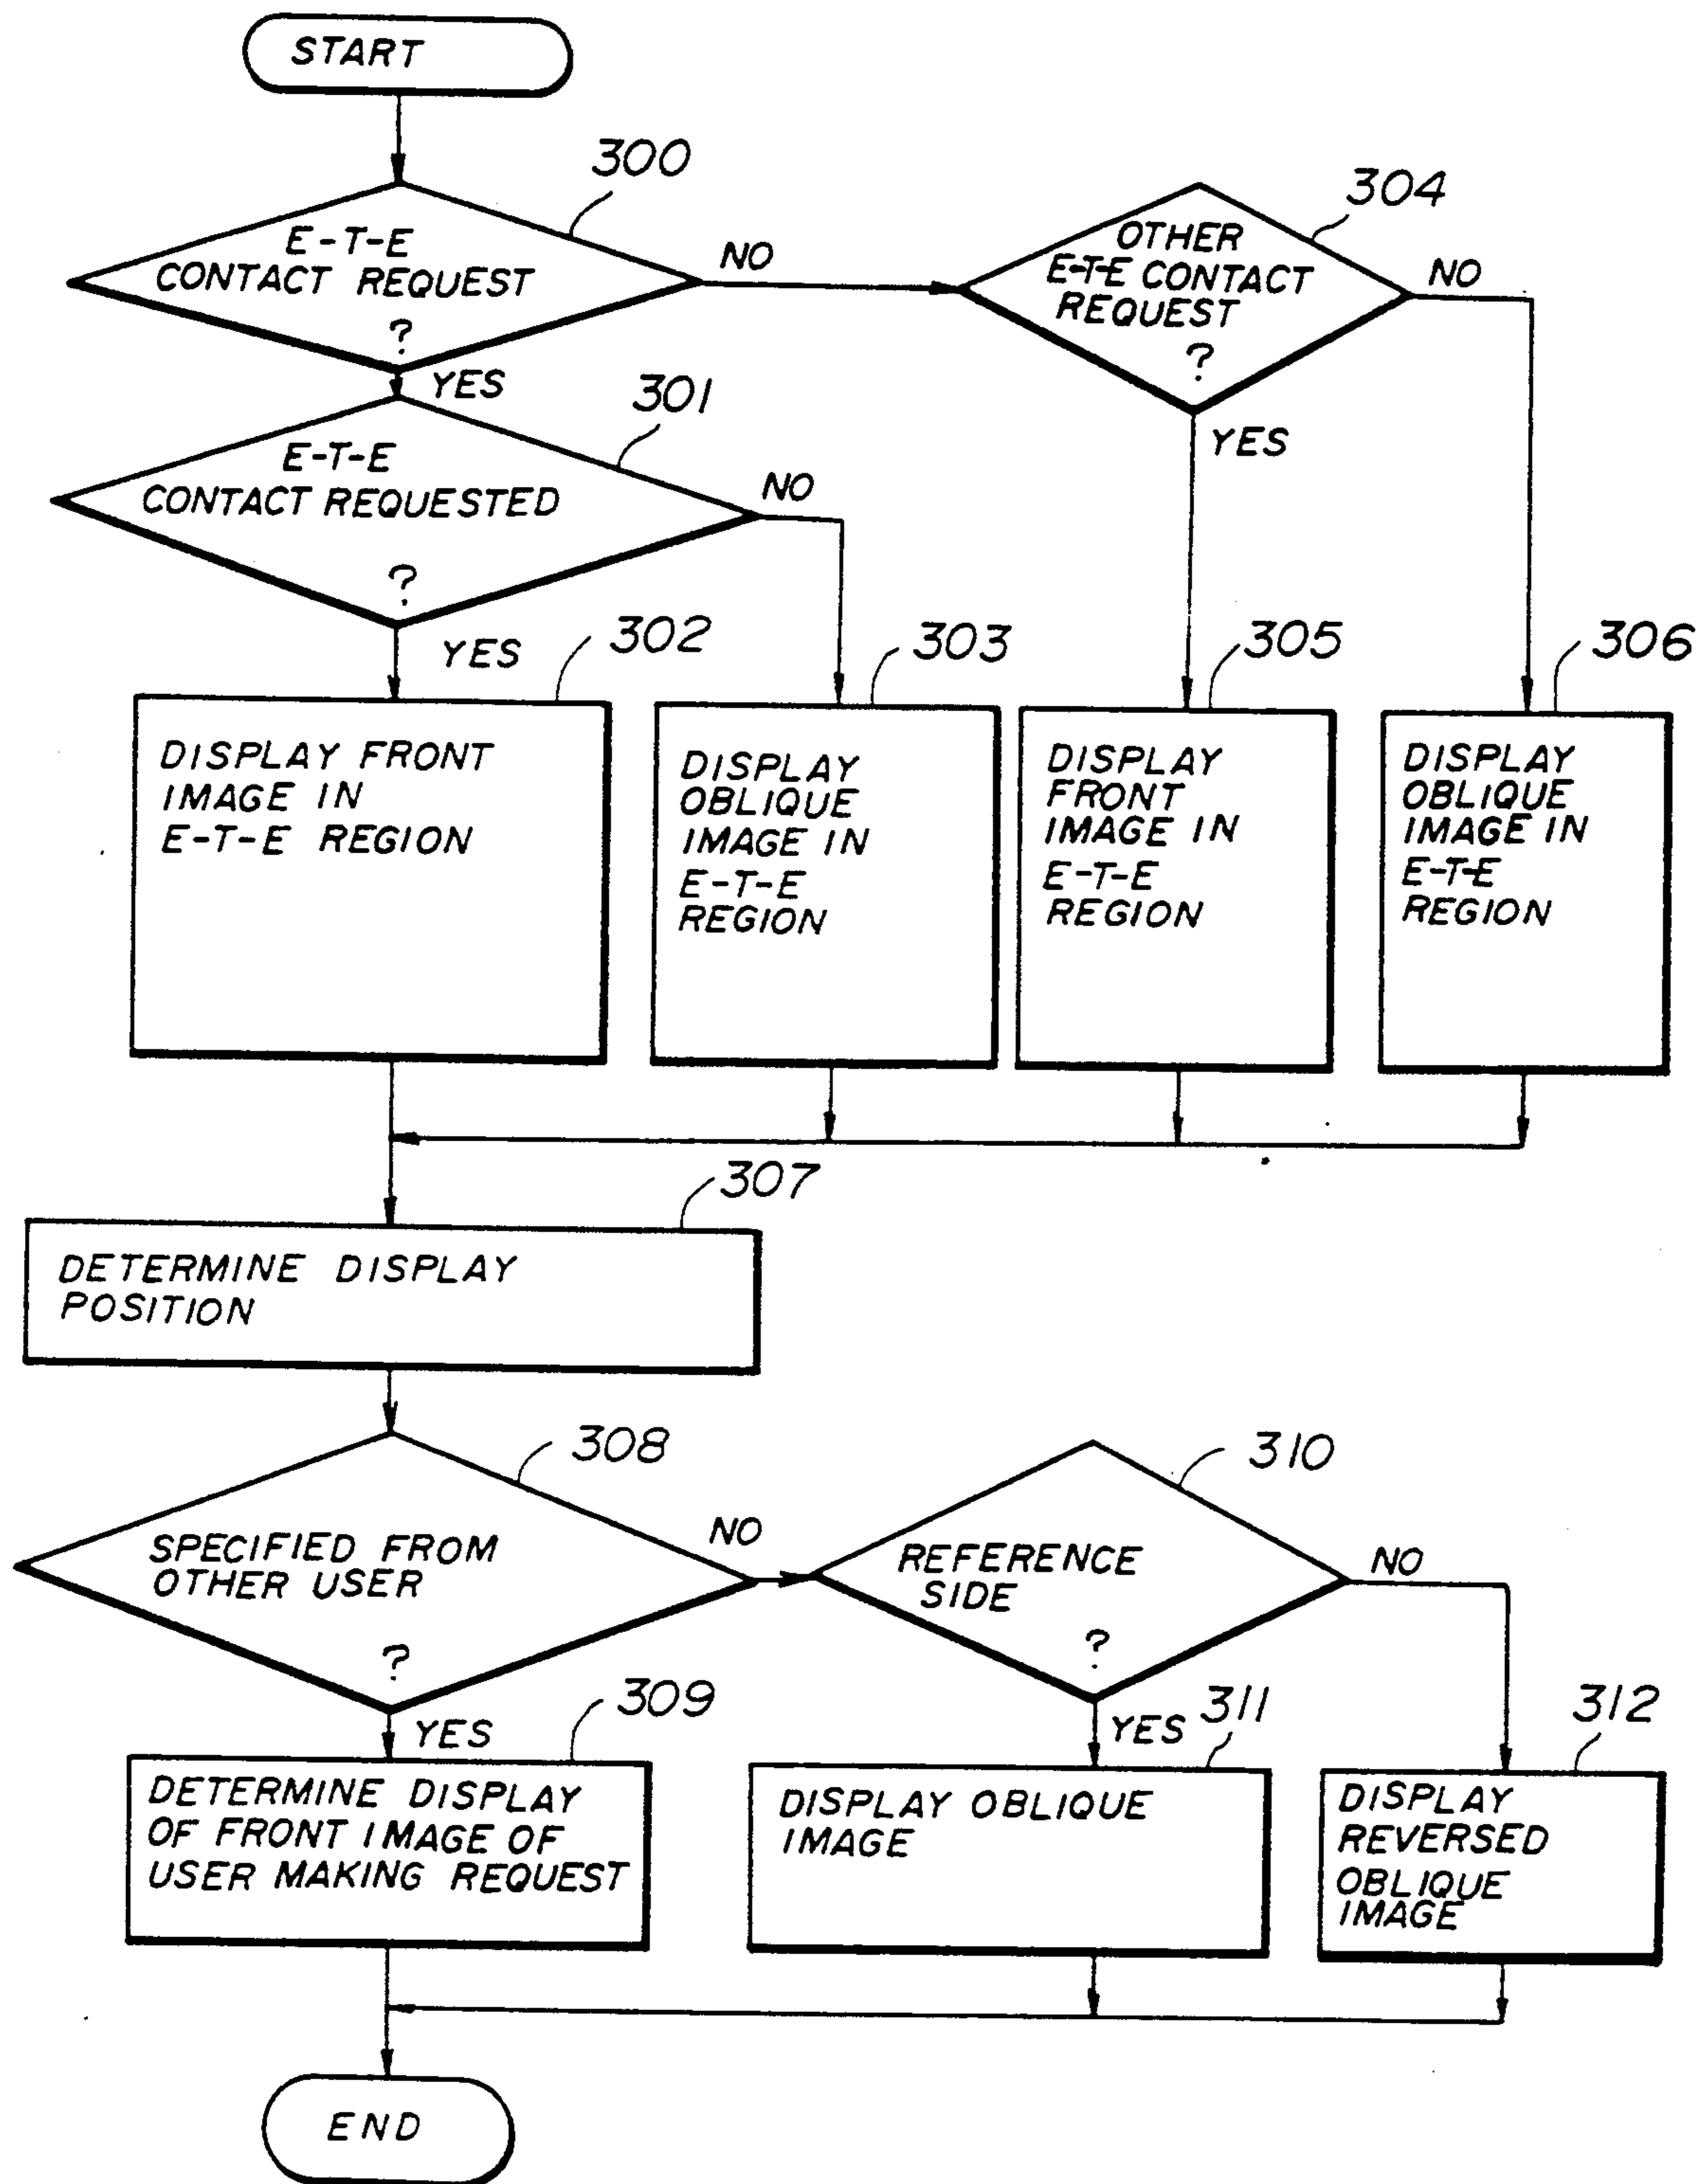 START
300
E-T-E
CONTACT REQUEST
?
NO
YES
304
OTHER
E-T-E CONTACT
REQUEST
?
NO
YES
301
E-T-E
CONTACT REQUESTED
?
NO
YES
302
DISPLAY FRONT
IMAGE IN
E-T-E REGION
303
DISPLAY
OBLIQUE
IMAGE IN
E-T-E
REGION
305
DISPLAY
FRONT
IMAGE IN
E-T-E
REGION
306
DISPLAY
OBLIQUE
IMAGE IN
E-T-E
REGION
307
DETERMINE DISPLAY
POSITION
308
SPECIFIED FROM
OTHER USER
?
NO
YES
310
REFERENCE
SIDE
?
NO
YES
309
DETERMINE DISPLAY
OF FRONT IMAGE OF
USER MAKING REQUEST
311
DISPLAY OBLIQUE
IMAGE
312
DISPLAY
REVERSED
OBLIQUE
IMAGE
END